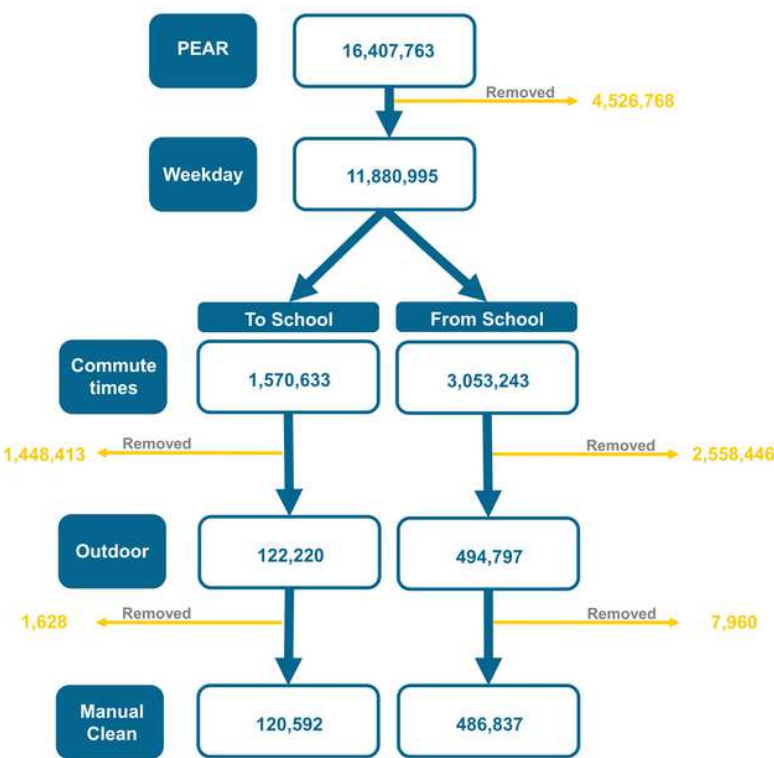 PEAR
16,407,763
Removed
4,526,768
Weekday
11,880,995
To School
From School
Commute
times
1,570,633
3,053,243
1,448,413
Removed
Removed
2,558,446
Outdoor
122,220
494,797
1,628
Removed
Removed
7,960
Manual
Clean
120,592
486,837